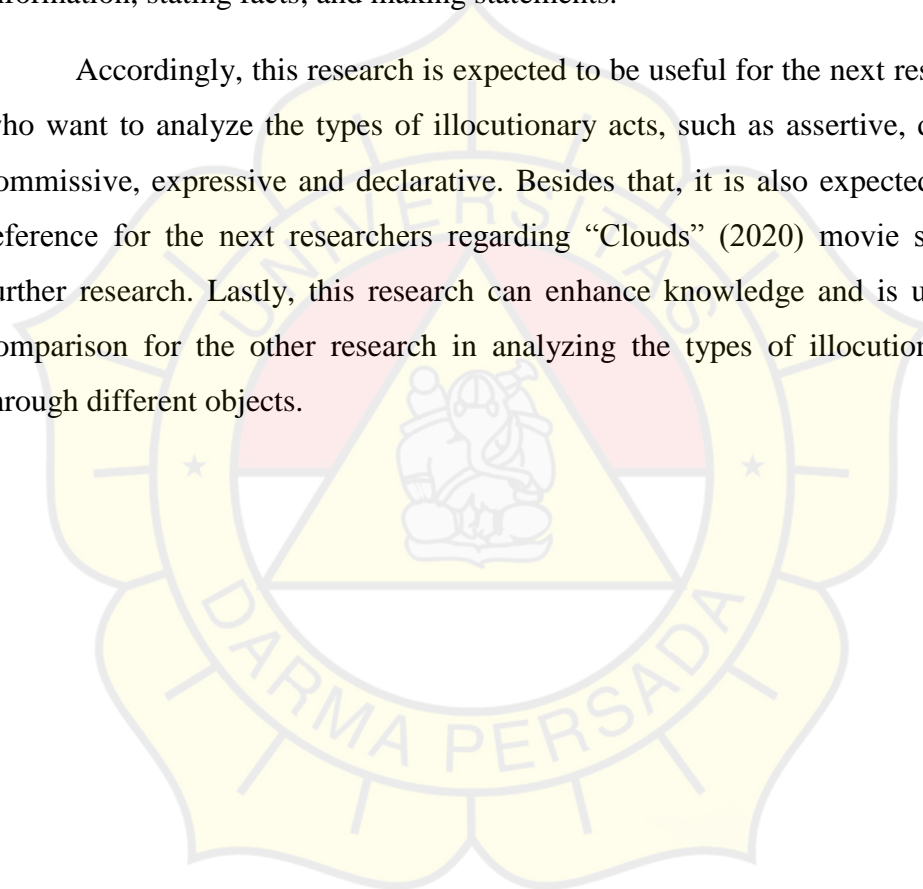 information, stating facts, and making statements.
Accordingly, this research is expected to be useful for the next
who want to analyze the types of illocutionary acts, such as assertive,
commissive, expressive and declarative. Besides that, it is also expected
reference for the next researchers regarding “Clouds” (2020) movie
further research. Lastly, this research can enhance knowledge and is
comparison for the other research in analyzing the types of
through different objects.
UNIVERSITAS
DARMA PERSADA